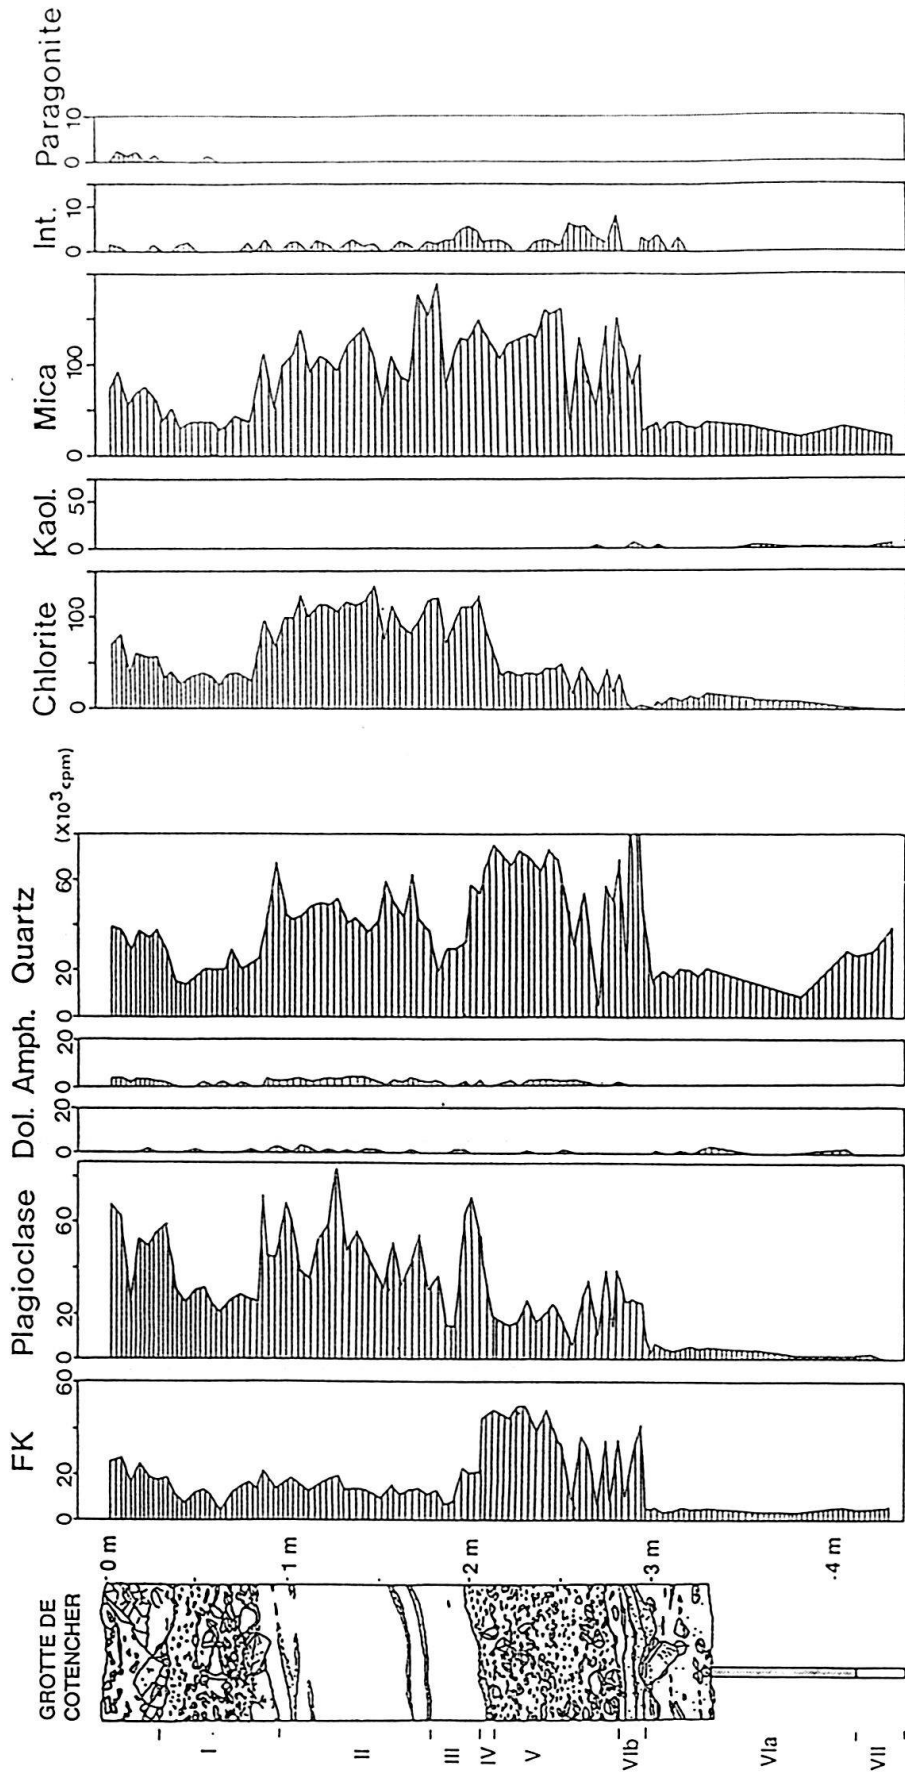 GROTTE DE
COTENCHER
0 m
1 m
2 m
3 m
4 m
I
II
III
IV
V
VIb
VIa
VII
FK
0 20 60
Plagioclase
0 20 60
Dol.
0 20
Amph.
0 20
Quartz
0 20 60
(x10³ cpm)
Chlorite
0 100
Kaol.
0 50
Mica
0 100
Int.
0 10
Paragonite
0 10